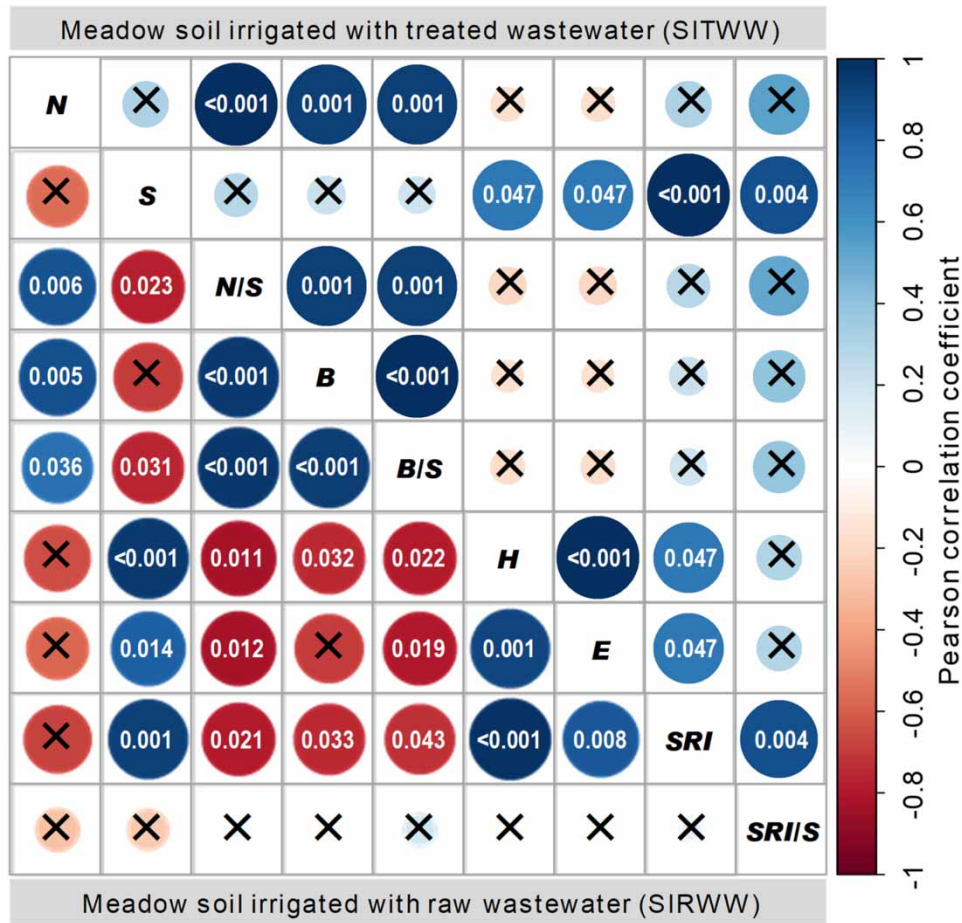 Meadow soil irrigated with treated wastewater (SITWW)
N <0.001 0.001 0.001
S 0.047 0.047 <0.001 0.004
0.006 0.023 N/S 0.001 0.001
0.005 <0.001 B <0.001
0.036 0.031 <0.001 <0.001 B/S
<0.001 0.011 0.032 0.022 H <0.001 0.047
0.014 0.012 0.019 0.001 E 0.047
0.001 0.021 0.033 0.043 <0.001 0.008 SRI 0.004
SRI/S
Meadow soil irrigated with raw wastewater (SIRWW)
1
0.8
0.6
0.4
0.2
0
-0.2
-0.4
-0.6
-0.8
-1
Pearson correlation coefficient